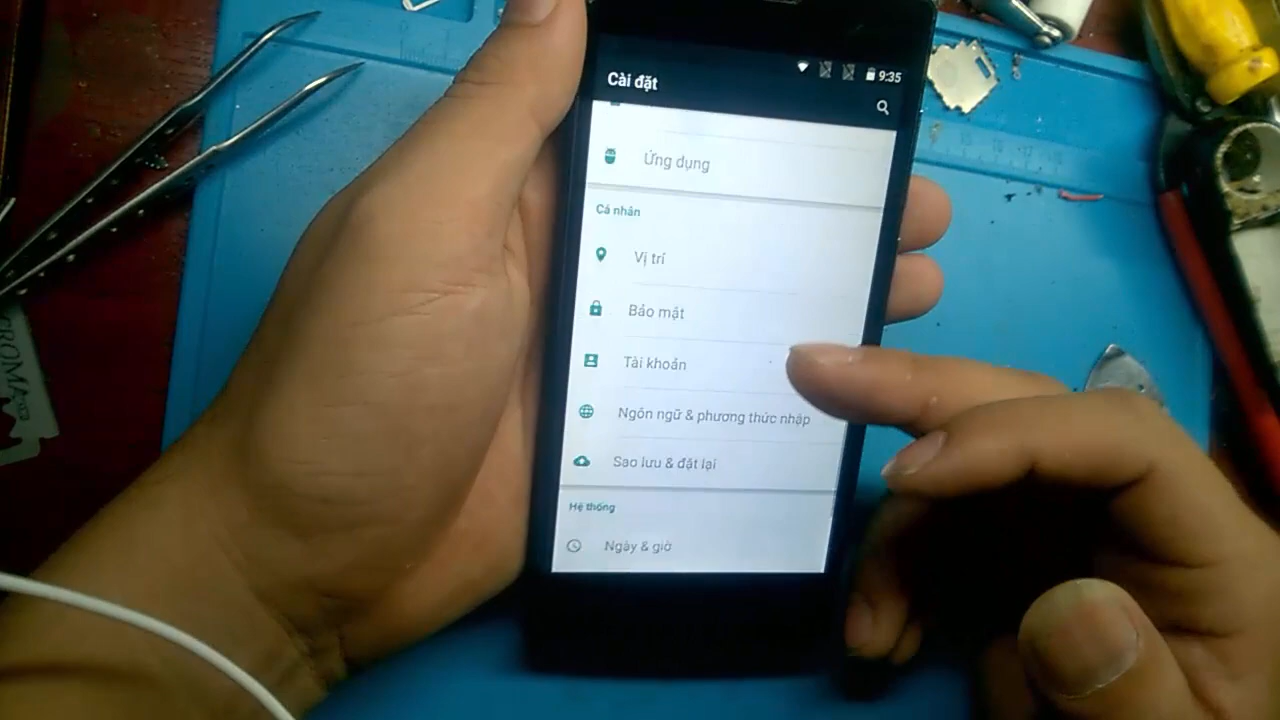 9:35
Cài đặt
Ứng dụng
Cá nhân
Vị trí
Bảo mật
Tài khoản
Ngôn ngữ & phương thức nhập
Sao lưu & đặt lại
Hệ thống
Ngày & giờ